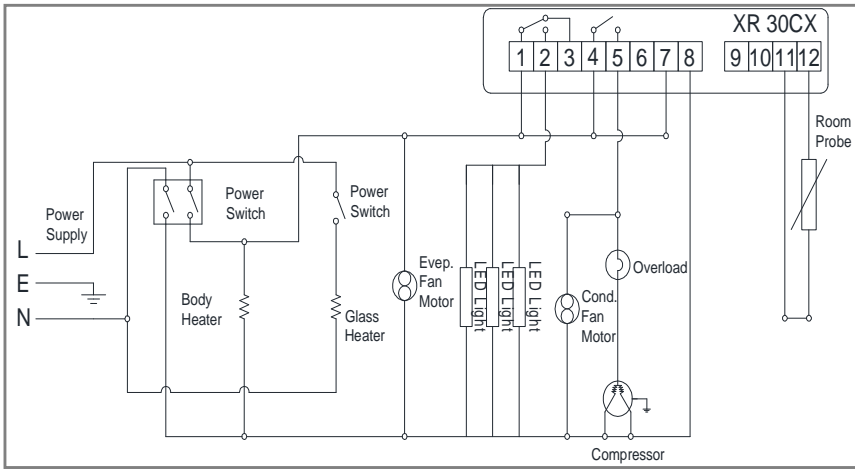 XR 30CX
1 2 3 4 5 6 7 8 9 10 11 12
Room
Probe
Power
Supply
L
E
N
Power
Switch
Power
Switch
Body
Heater
Glass
Heater
Evap.
Fan
Motor
LED Light
LED Light
LED Light
Cond.
Fan
Motor
Overload
Compressor